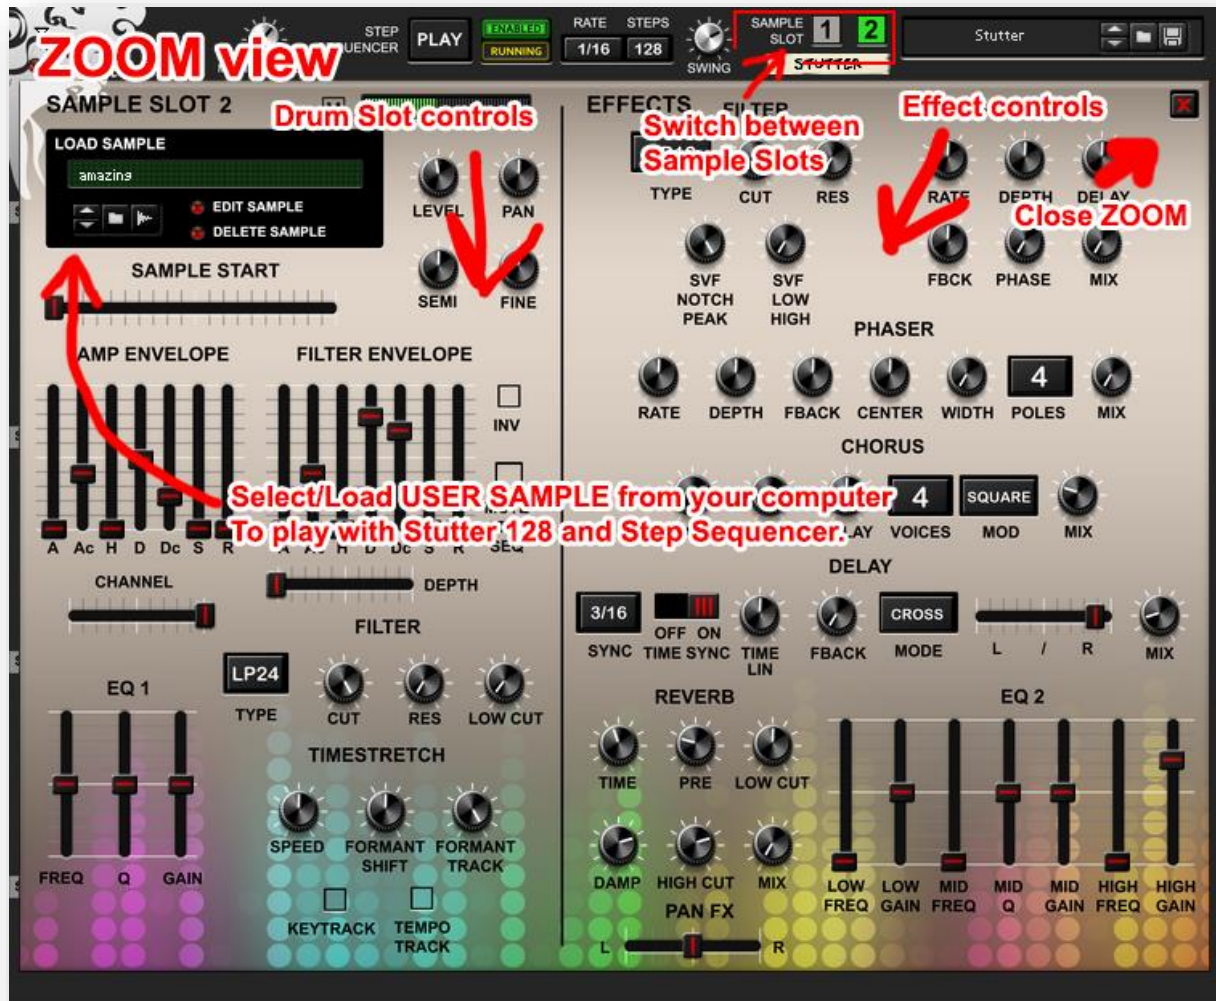 STEP
PLAY
ENABLED
RUNNING
RATE STEPS
1/16 128
SWING
SAMPLE
SLOT 1 2
STUTTER
Stutter
ZOOM view
SAMPLE SLOT 2
Drum Slot controls
LOAD SAMPLE
amazing
EDIT SAMPLE
DELETE SAMPLE
LEVEL PAN
SEMI FINE
SAMPLE START
AMP ENVELOPE
A Ac H D Dc S R
FILTER ENVELOPE
INV
SEQ
DEPTH
CHANNEL
Select/Load USER SAMPLE from your computer
To play with Stutter 128 and Step Sequencer.
FILTER
LP24
TYPE CUT RES LOW CUT
EQ 1
FREQ Q GAIN
TIMESTRETCH
SPEED FORMANT SHIFT FORMANT TRACK
KEYTRACK TEMPO TRACK
EFFECTS
FILTER
Switch between
Sample Slots
Effect controls
Close ZOOM
TYPE CUT RES
RATE DEPTH DELAY
SVF NOTCH PEAK
SVF LOW HIGH
FBCK PHASE MIX
PHASER
4
RATE DEPTH FBACK CENTER WIDTH POLES MIX
CHORUS
4 SQUARE
VOICES MOD MIX
DELAY
3/16
CROSS
OFF ON
SYNC TIME SYNC TIME LIN FBACK MODE L / R MIX
REVERB
TIME PRE LOW CUT
DAMP HIGH CUT MIX
PAN FX
L R
EQ 2
LOW FREQ LOW GAIN MID FREQ MID Q MID GAIN HIGH FREQ HIGH GAIN